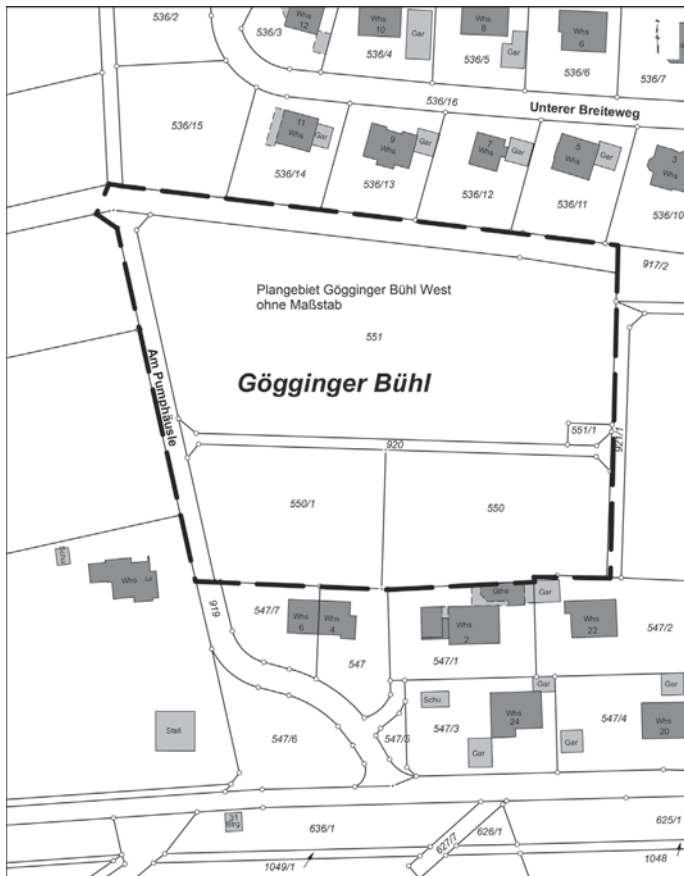 536/2
536/3
Whs
12
Whs
10
Gar
536/4
Whs
8
Gar
536/5
Whs
6
536/6
536/7
536/16
Unterer Breiteweg
536/15
11
Whs
Gar
536/14
9
Whs
Gar
536/13
7
Whs
Gar
536/12
5
Whs
Gar
536/11
3
Whs
536/10
917/2
Plangebiet Gögginger Bühl West
ohne Maßstab
551
Gögginger Bühl
Am Pumphäusle
920
551/1
921/1
550/1
550
Schu
Whs
3
919
547/7
Whs
6
Whs
4
547
Whs
2
Gths
Gar
547/1
Whs
22
547/2
Stall
547/6
547/5
Schu
547/3
Gar
Whs
24
Gar
Gar
547/4
Gar
Whs
20
31
636/1
627/1
626/1
625/1
1049/1
1048